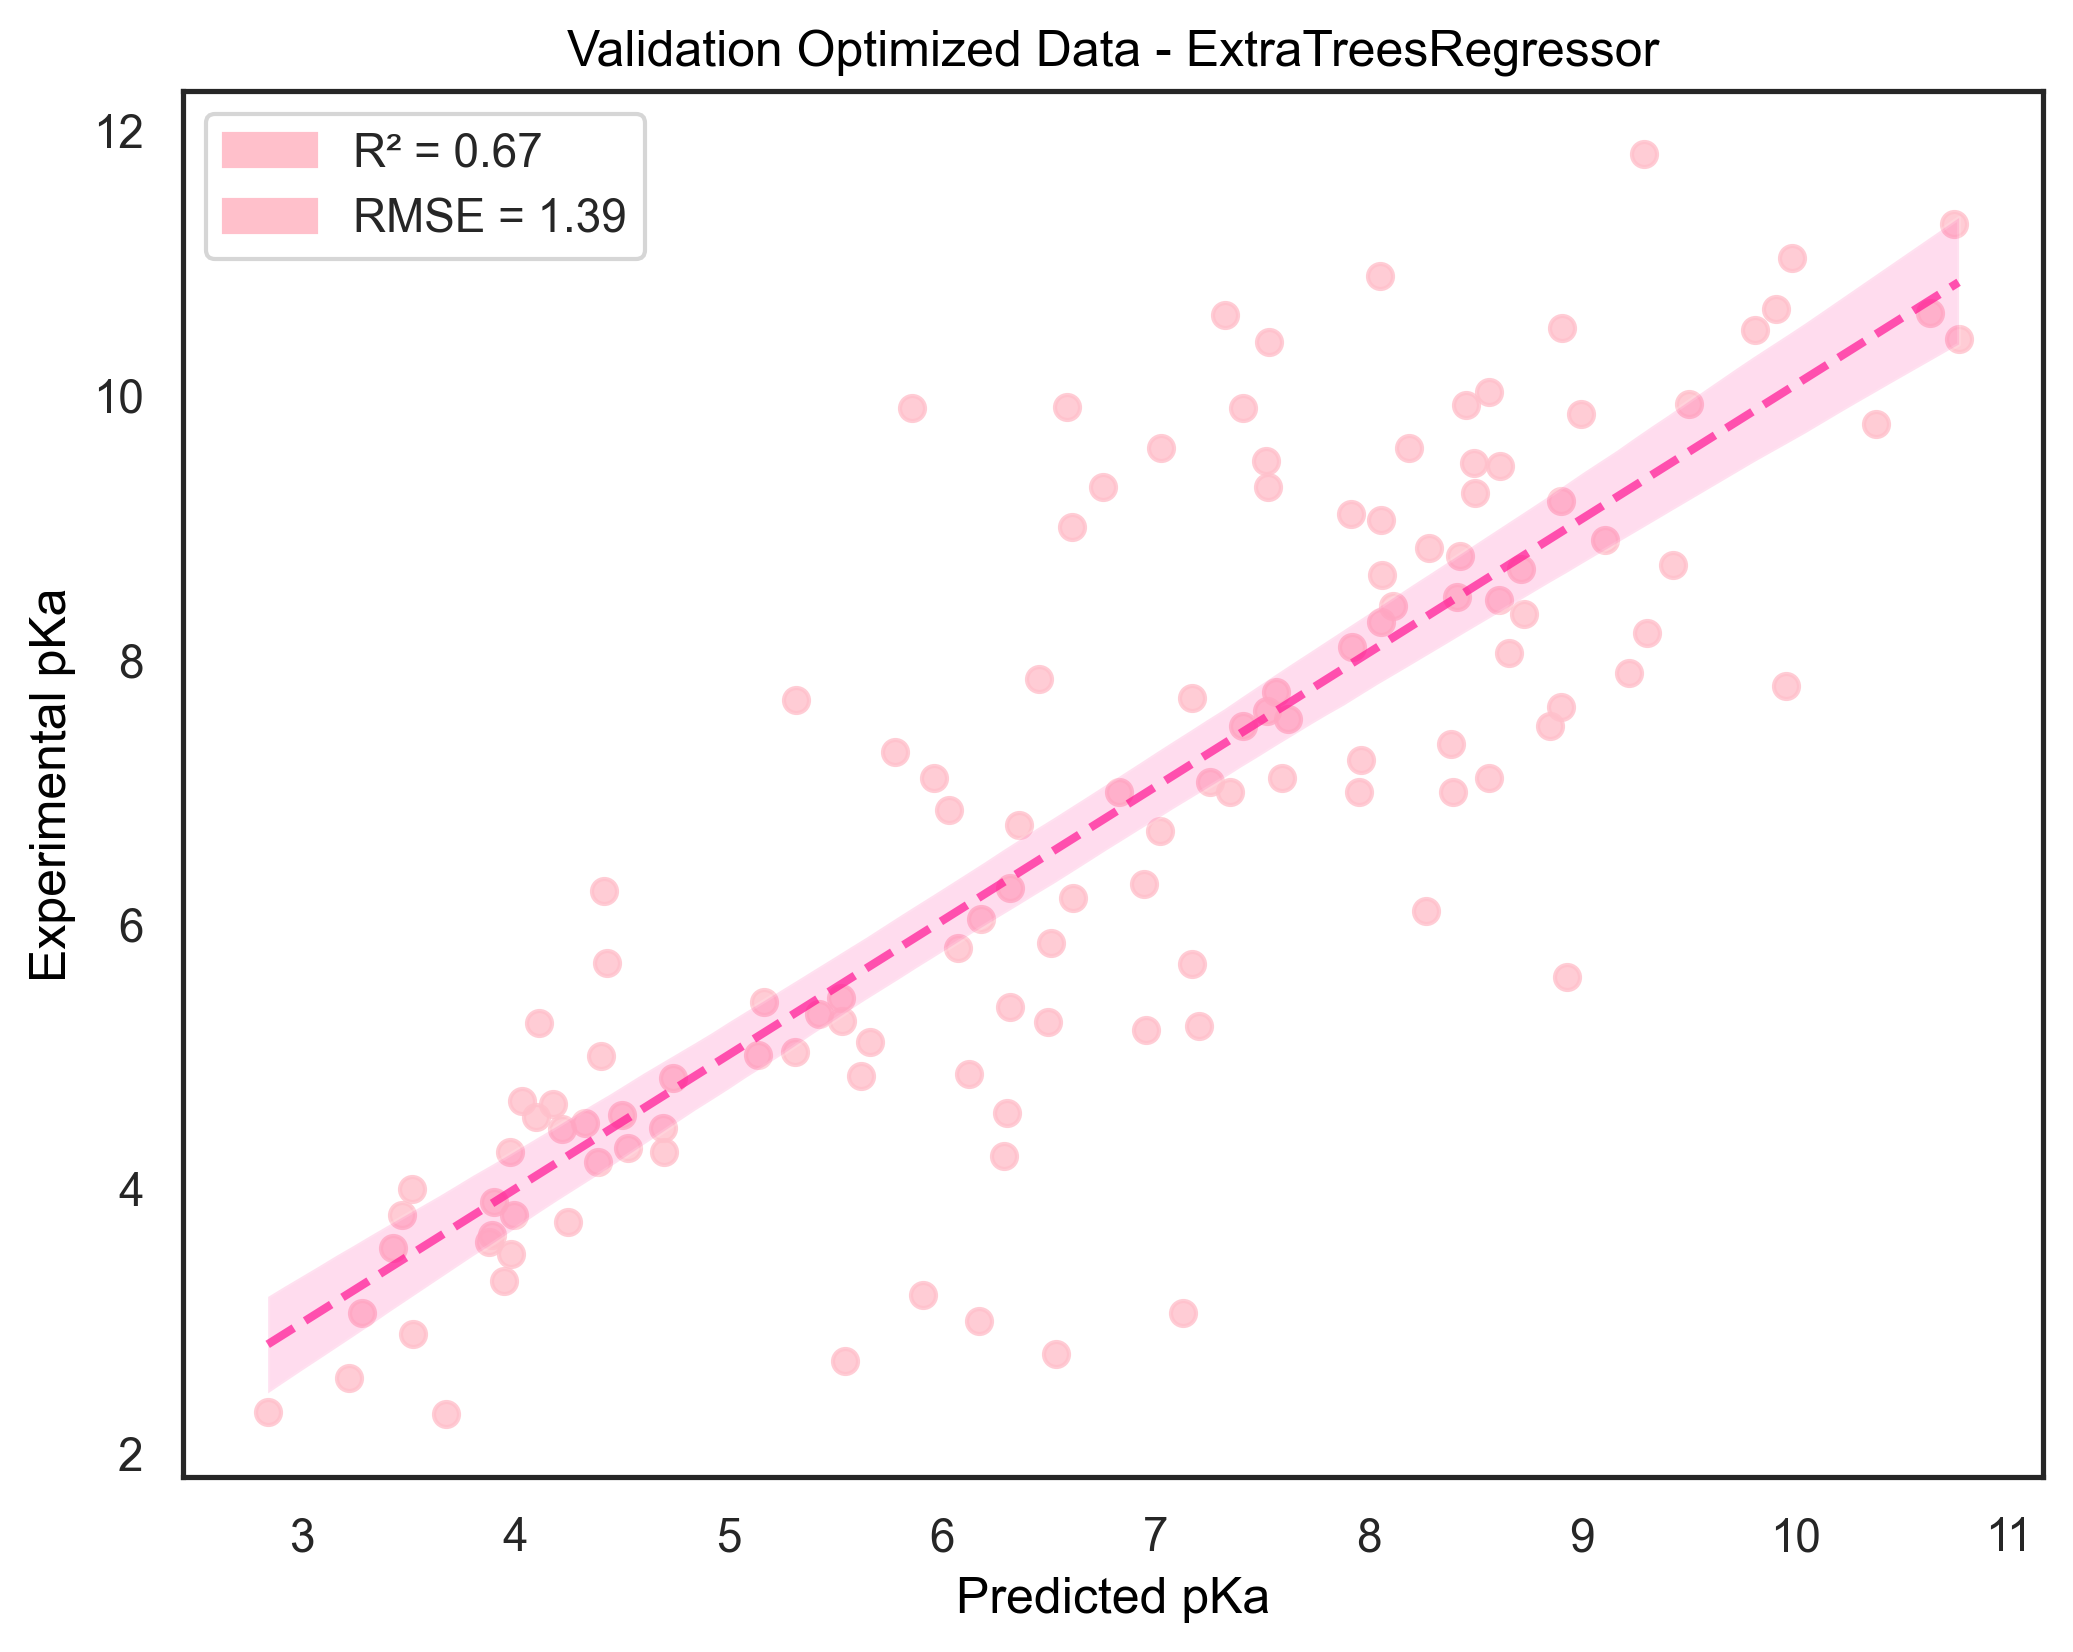 Validation Optimized Data - ExtraTreesRegressor
R² = 0.67
RMSE = 1.39
12
10
8
6
4
2
Experimental pKa
3 4 5 6 7 8 9 10 11
Predicted pKa